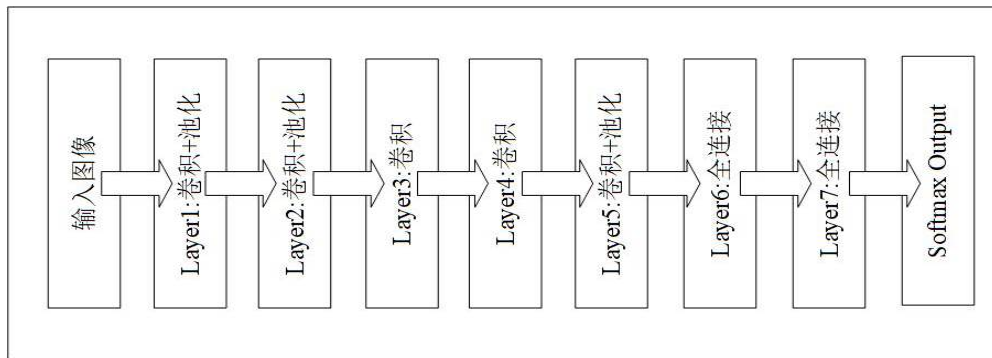 输入图像
Layer1:卷积+池化
Layer2:卷积+池化
Layer3:卷积
Layer4:卷积
Layer5:卷积+池化
Layer6:全连接
Layer7:全连接
Softmax Output